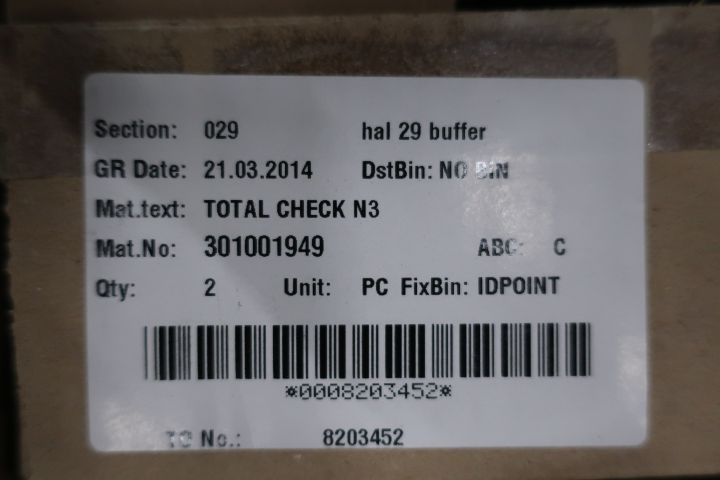 Section: 029 hal 29 buffer
GR Date: 21.03.2014 DstBin: NO BIN
Mat.text: TOTAL CHECK N3
Mat.No: 301001949 ABC: C
Qty: 2 Unit: PC FixBin: IDPOINT
*0008203452*
TO No.: 8203452